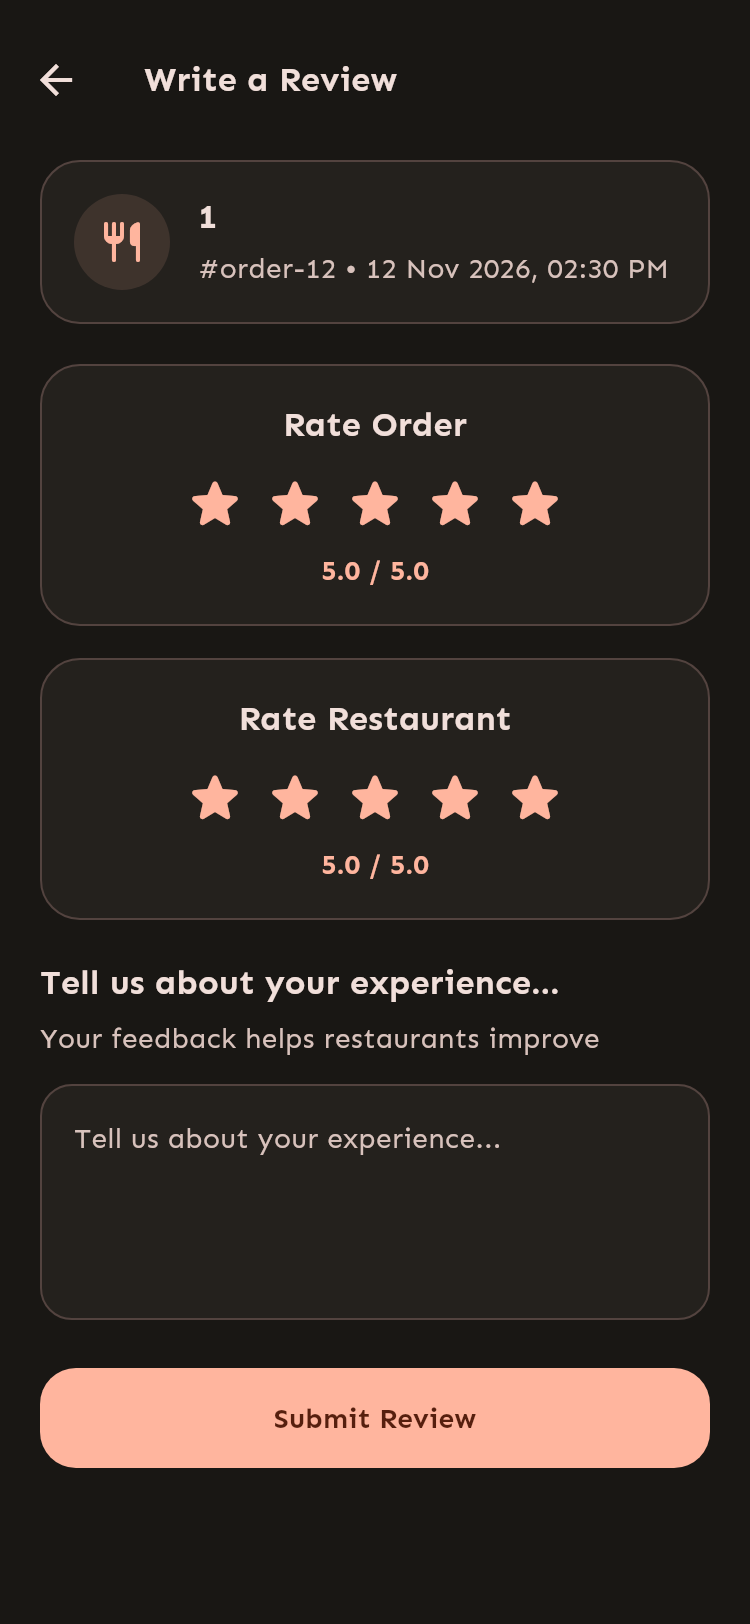 Write a Review
1
#order-12 • 12 Nov 2026, 02:30 PM
Rate Order
5.0 / 5.0
Rate Restaurant
5.0 / 5.0
Tell us about your experience...
Your feedback helps restaurants improve
Tell us about your experience...
Submit Review